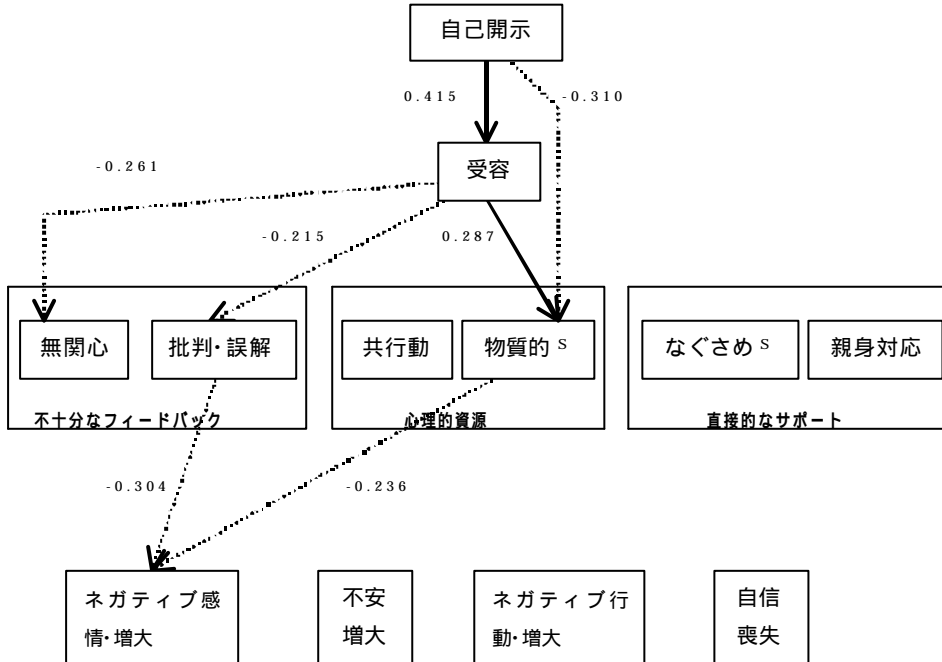 自己開示
0.415
-0.310
受容
-0.261
-0.215
0.287
無関心
批判・誤解
共行動
物質的 S
なぐさめ S
親身対応
不十分なフィードバック
心理的資源
直接的なサポート
-0.304
-0.236
ネガティブ感
情・増大
不安
増大
ネガティブ行
動・増大
自信
喪失